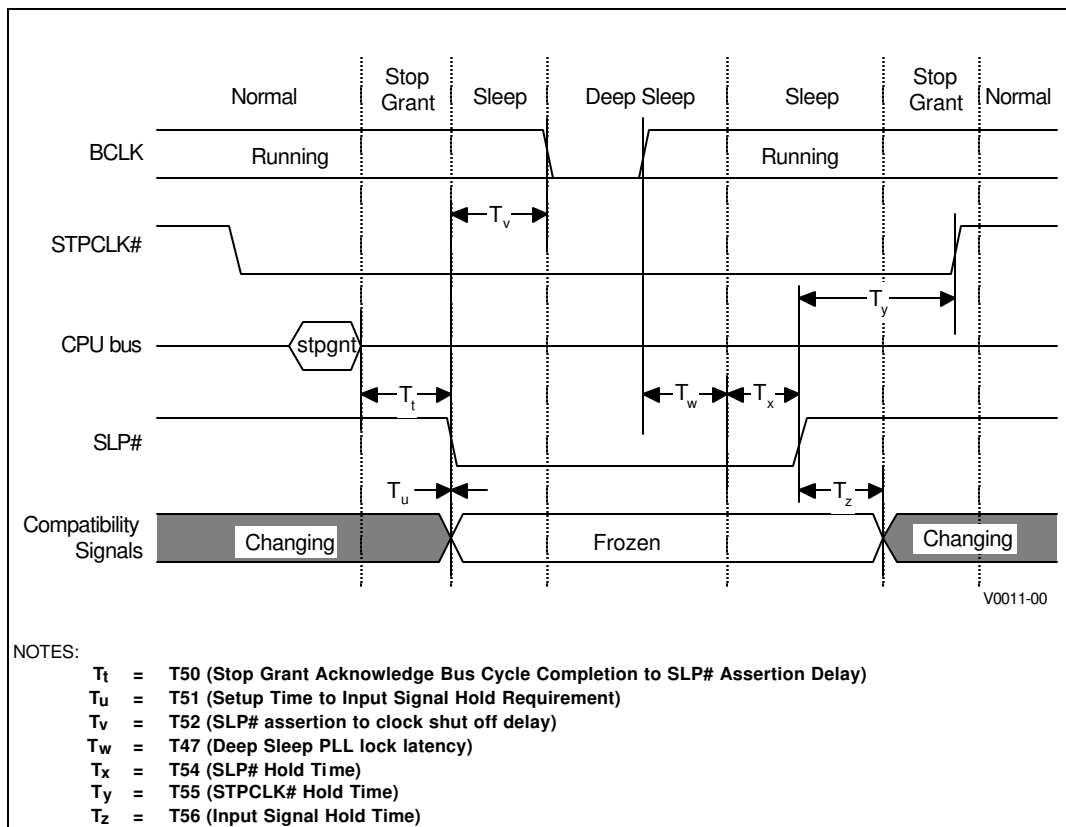 Normal Stop Grant Sleep Deep Sleep Sleep Stop Grant Normal
BCLK Running Running
Tv
STPCLK#
Ty
CPU bus stpgnt
Tt Tw Tx
SLP#
Tu Tz
Compatibility Signals Changing Frozen Changing
V0011-00
NOTES:
Tt = T50 (Stop Grant Acknowledge Bus Cycle Completion to SLP# Assertion Delay)
Tu = T51 (Setup Time to Input Signal Hold Requirement)
Tv = T52 (SLP# assertion to clock shut off delay)
Tw = T47 (Deep Sleep PLL lock latency)
Tx = T54 (SLP# Hold Time)
Ty = T55 (STPCLK# Hold Time)
Tz = T56 (Input Signal Hold Time)